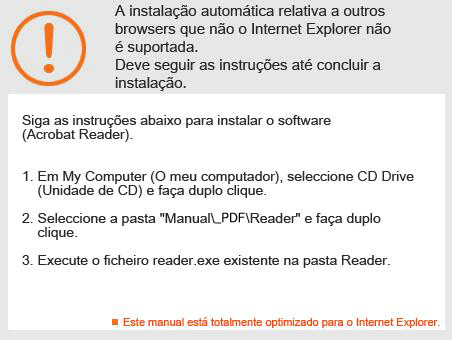 A instalação automática relativa a outros
browsers que não o Internet Explorer não
é suportada.
Deve seguir as instruções até concluir a
instalação.
Siga as instruções abaixo para instalar o software
(Acrobat Reader).
1. Em My Computer (O meu computador), seleccione CD Drive
(Unidade de CD) e faça duplo clique.
2. Seleccione a pasta "Manual\_PDF\Reader" e faça duplo
clique.
3. Execute o ficheiro reader.exe existente na pasta Reader.
Este manual está totalmente optimizado para o Internet Explorer.